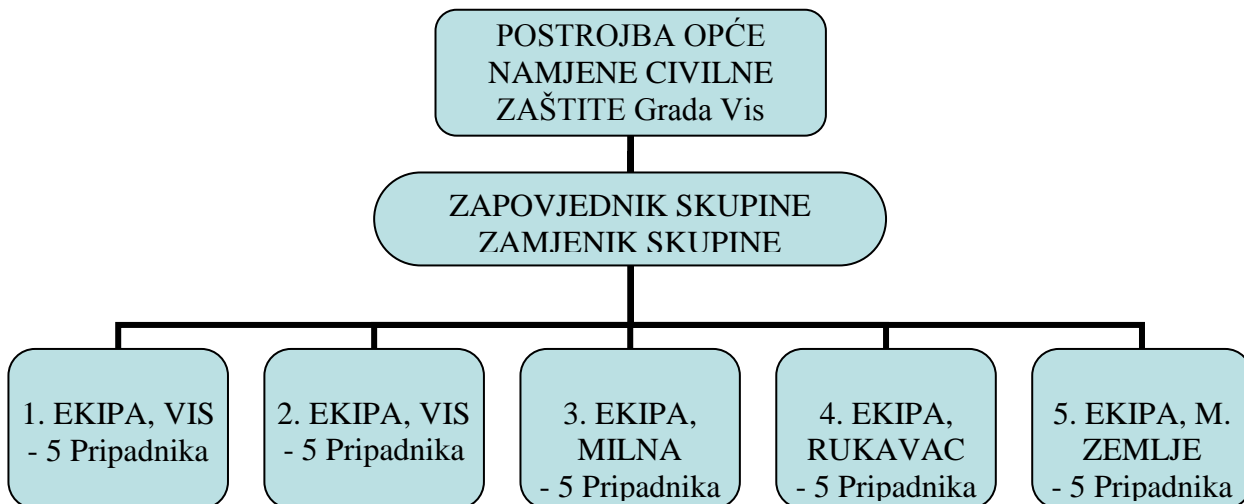 POSTROJBA OPĆE
NAMJENE CIVILNE
ZAŠTITE Grada Vis
ZAPOVJEDNIK SKUPINE
ZAMJENIK SKUPINE
1. EKIPA, VIS
- 5 Pripadnika
2. EKIPA, VIS
- 5 Pripadnika
3. EKIPA,
MILNA
- 5 Pripadnika
4. EKIPA,
RUKAVAC
- 5 Pripadnika
5. EKIPA, M.
ZEMLJE
- 5 Pripadnika